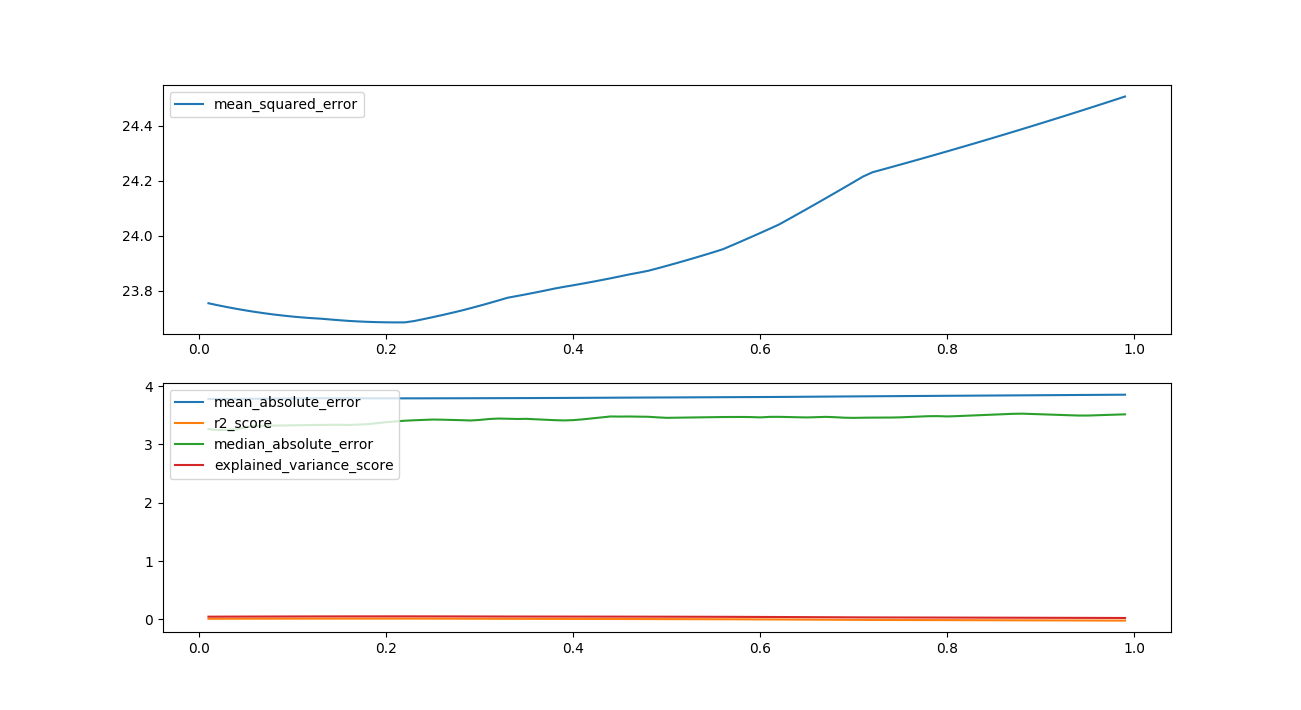 mean_squared_error
24.4
24.2
24.0
23.8
0.0 0.2 0.4 0.6 0.8 1.0
mean_absolute_error
r2_score
median_absolute_error
explained_variance_score
4
3
2
1
0
0.0 0.2 0.4 0.6 0.8 1.0